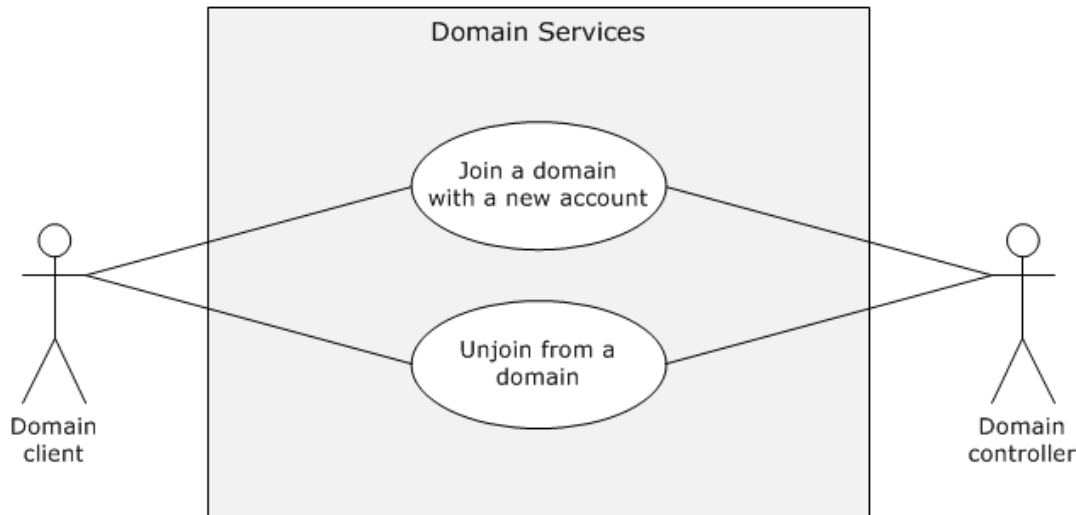 Domain Services
Join a domain
with a new account
Unjoin from a
domain
Domain
client
Domain
controller